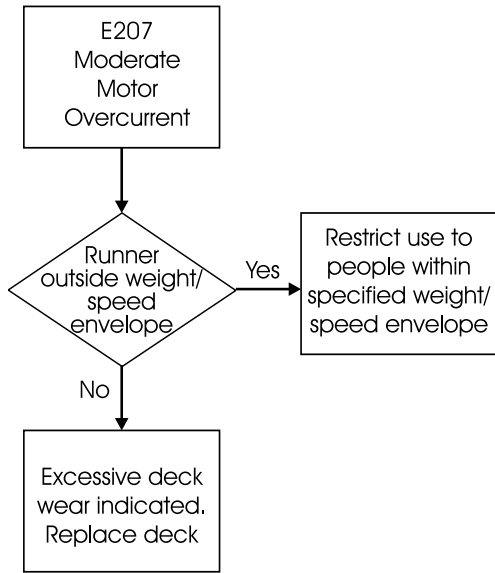 E207
Moderate
Motor
Overcurrent
Runner
outside weight/
speed
envelope
Yes
Restrict use to
people within
specified weight/
speed envelope
No
Excessive deck
wear indicated.
Replace deck